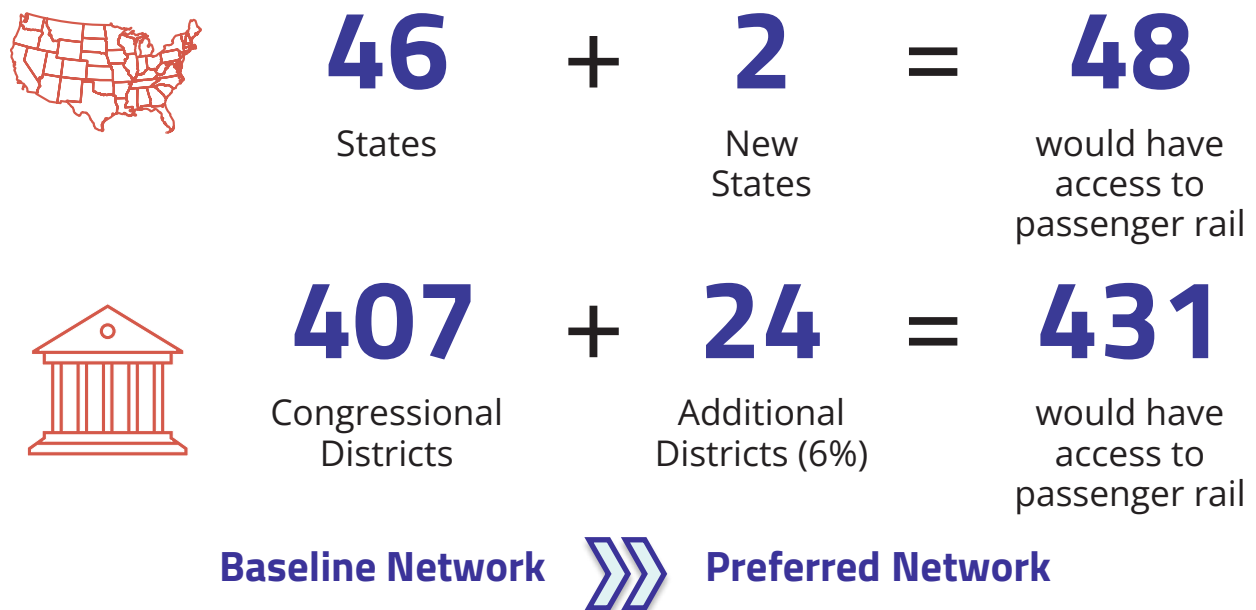 46 + 2 = 48
States
New
States
would have
access to
passenger rail
407 + 24 = 431
Congressional
Districts
Additional
Districts (6%)
would have
access to
passenger rail
Baseline Network
Preferred Network